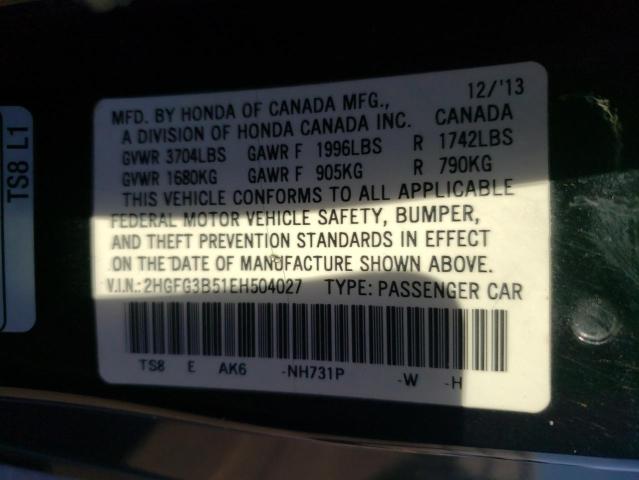 TS8 L1
12/'13
MFD. BY HONDA OF CANADA MFG.,
A DIVISION OF HONDA CANADA INC. CANADA
GVWR 3704LBS GAWR F 1996LBS R 1742LBS
GVWR 1680KG GAWR F 905KG R 790KG
THIS VEHICLE CONFORMS TO ALL APPLICABLE
FEDERAL MOTOR VEHICLE SAFETY, BUMPER,
AND THEFT PREVENTION STANDARDS IN EFFECT
ON THE DATE OF MANUFACTURE SHOWN ABOVE.
V.I.N.: 2HGFG3B51EH504027 TYPE: PASSENGER CAR
TS8 E AK6 -NH731P -W -H